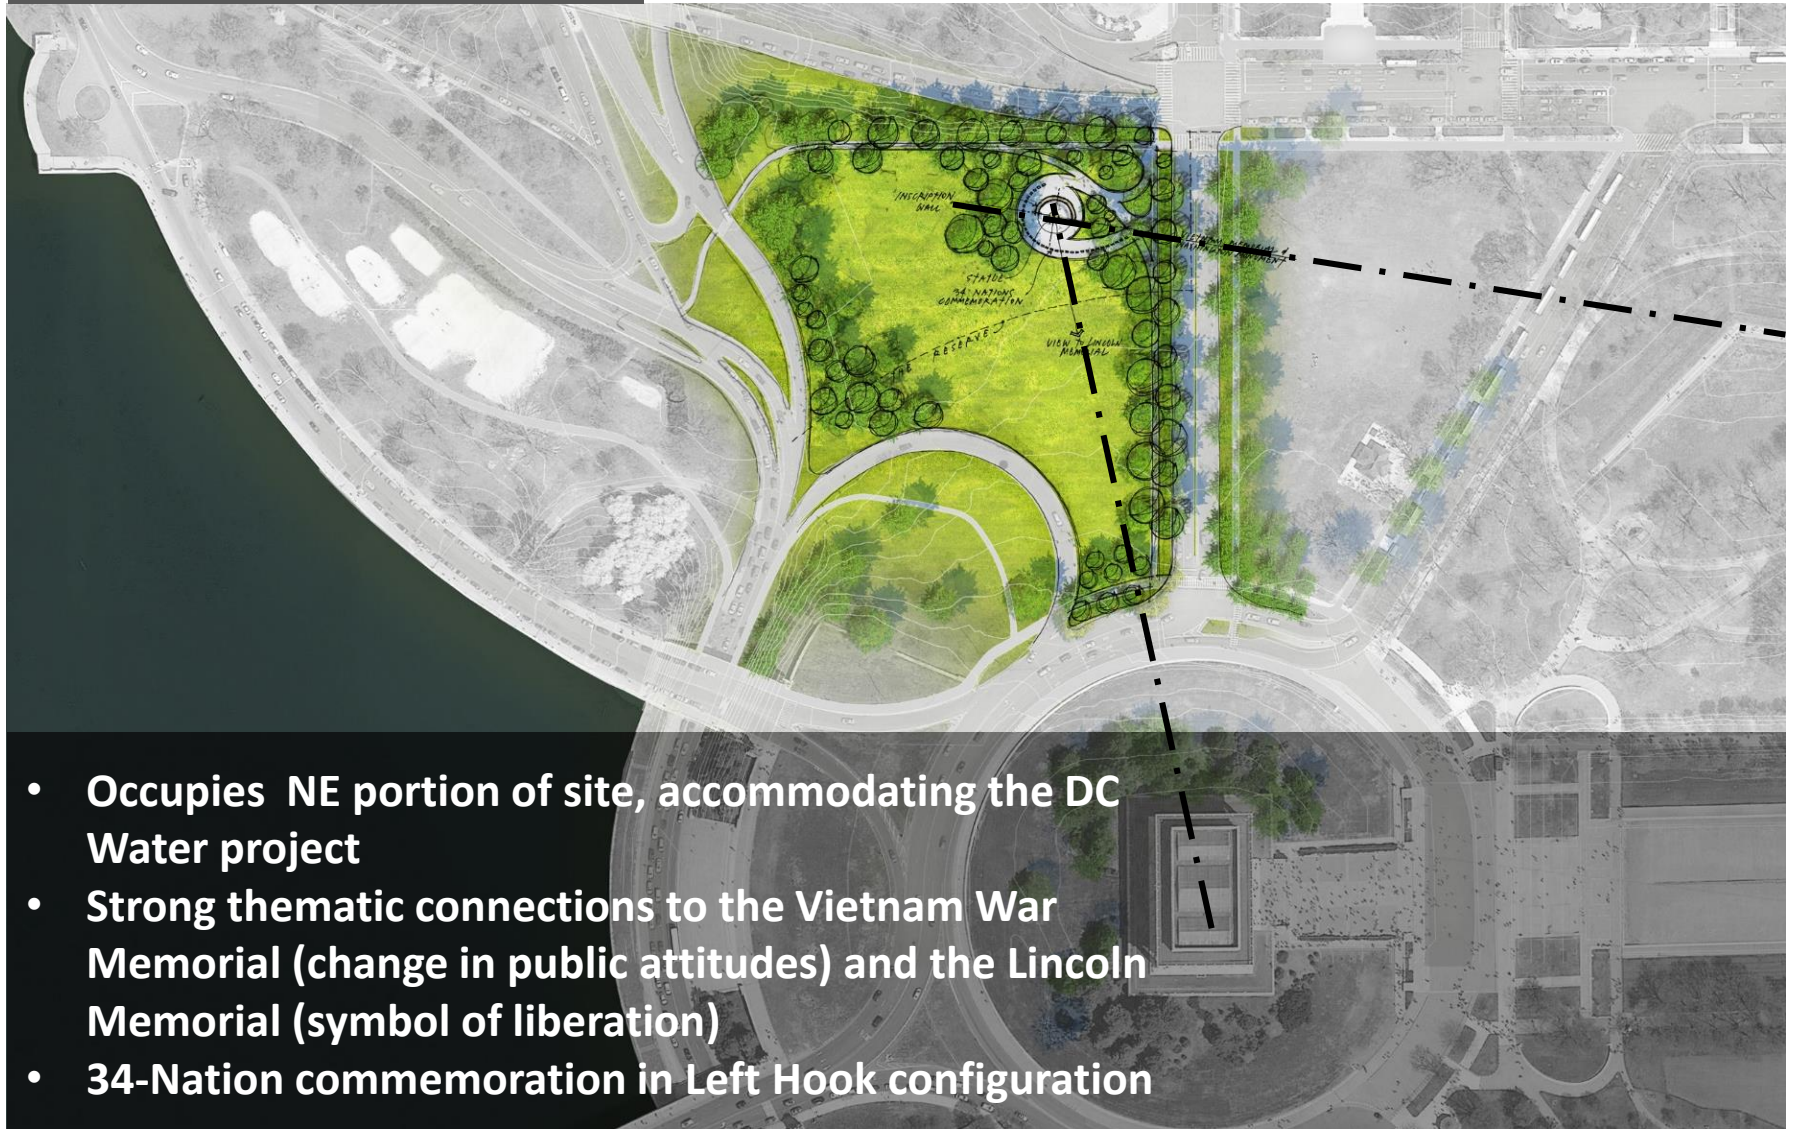 INSCRIPTION
WALL
STATUE
34 NATIONS
COMMEMORATION
THE RESERVE
VIEW TO LINCOLN
MEMORIAL
• Occupies NE portion of site, accommodating the DC
Water project
• Strong thematic connections to the Vietnam War
Memorial (change in public attitudes) and the Lincoln
Memorial (symbol of liberation)
• 34-Nation commemoration in Left Hook configuration